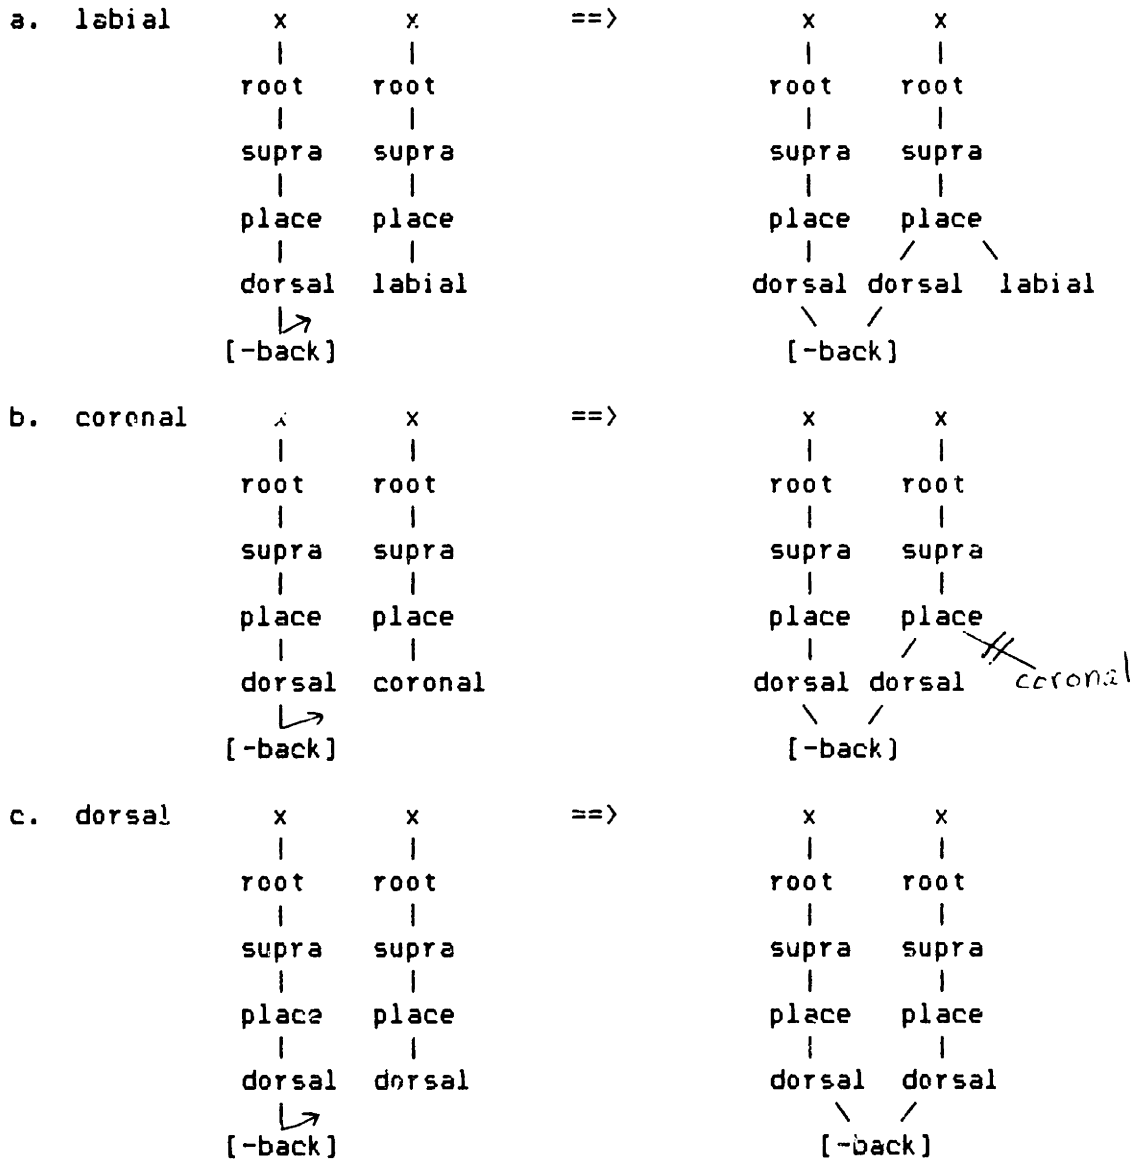 a. labial x x ==> x x
root root root root
supra supra supra supra
place place place place
dorsal labial dorsal dorsal labial
[-back] [-back]
b. coronal x x ==> x x
root root root root
supra supra supra supra
place place place place
dorsal coronal dorsal dorsal coronal
[-back] [-back]
c. dorsal x x ==> x x
root root root root
supra supra supra supra
place place place place
dorsal dorsal dorsal dorsal
[-back] [-back]